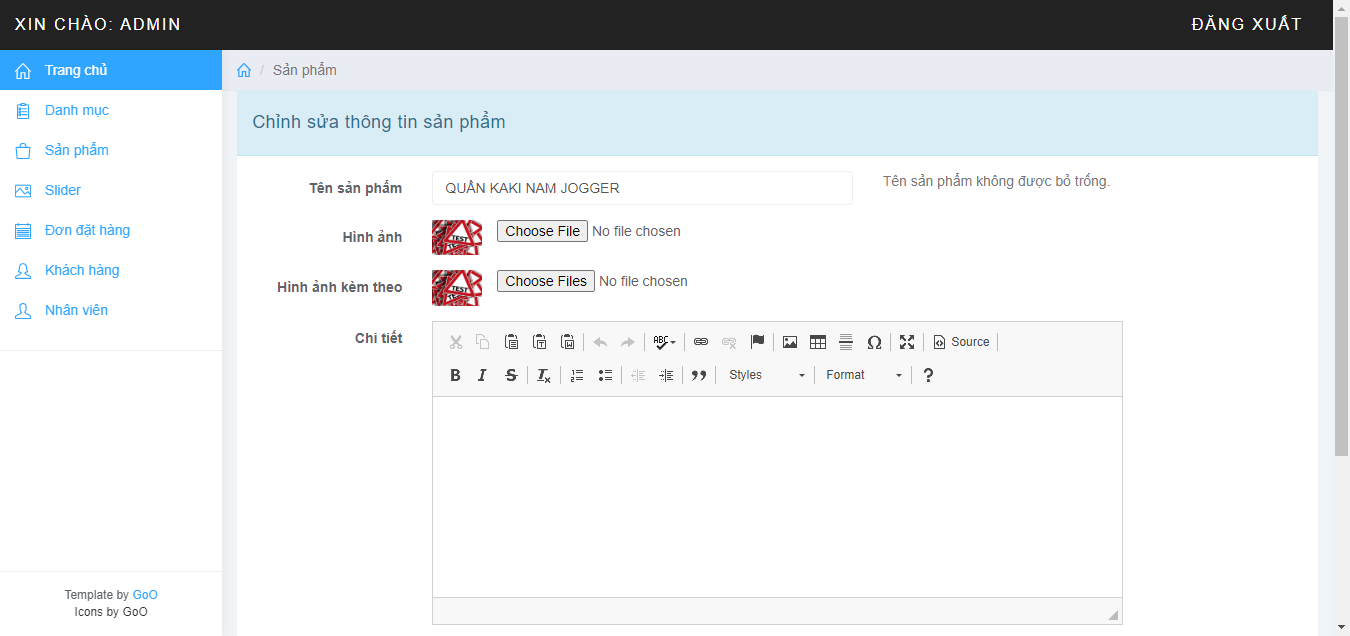 XIN CHÀO: ADMIN
ĐĂNG XUẤT
Trang chủ
Danh mục
Sản phẩm
Slider
Đơn đặt hàng
Khách hàng
Nhân viên
Template by GoO
Icons by GoO
/ Sản phẩm
Chỉnh sửa thông tin sản phẩm
Tên sản phẩm
QUẦN KAKI NAM JOGGER
Tên sản phẩm không được bỏ trống.
Hình ảnh
TEST
Choose File No file chosen
Hình ảnh kèm theo
TEST
Choose Files No file chosen
Chi tiết
ABC
Ω
Source
B I S Ix
Styles
Format
?